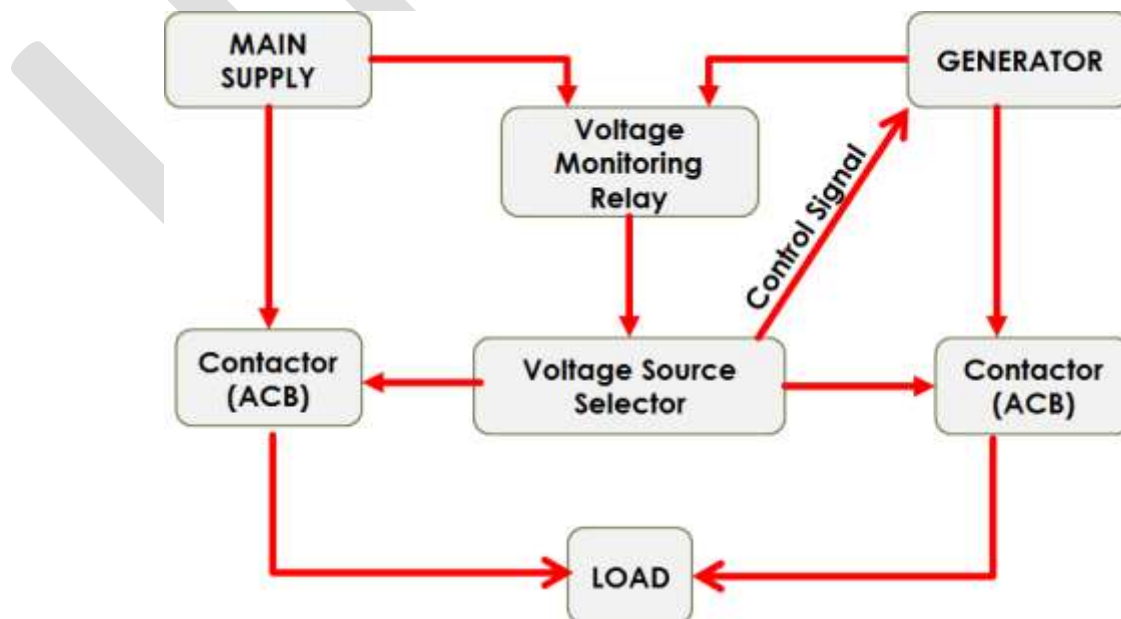 MAIN
SUPPLY
GENERATOR
Voltage
Monitoring
Relay
Control Signal
Contactor
(ACB)
Voltage Source
Selector
Contactor
(ACB)
LOAD